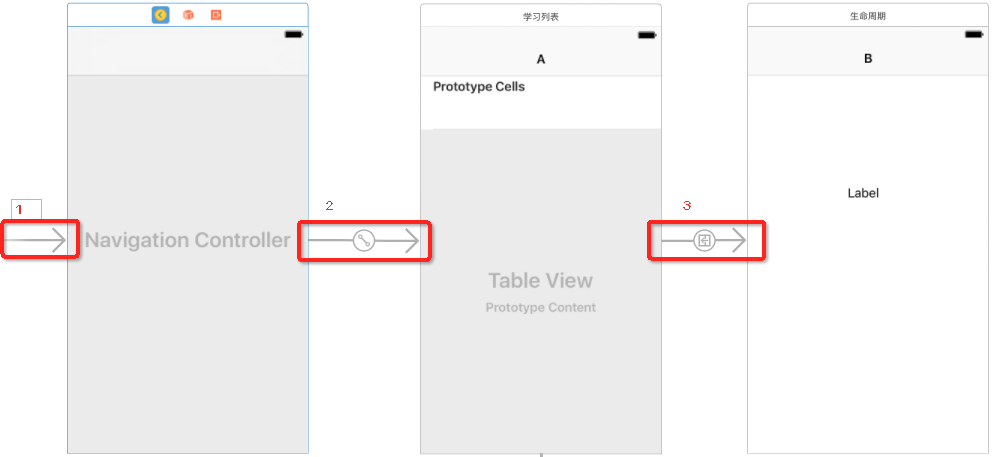 学习列表
生命周期
A
B
Prototype Cells
Label
1
2
3
Navigation Controller
Table View
Prototype Content